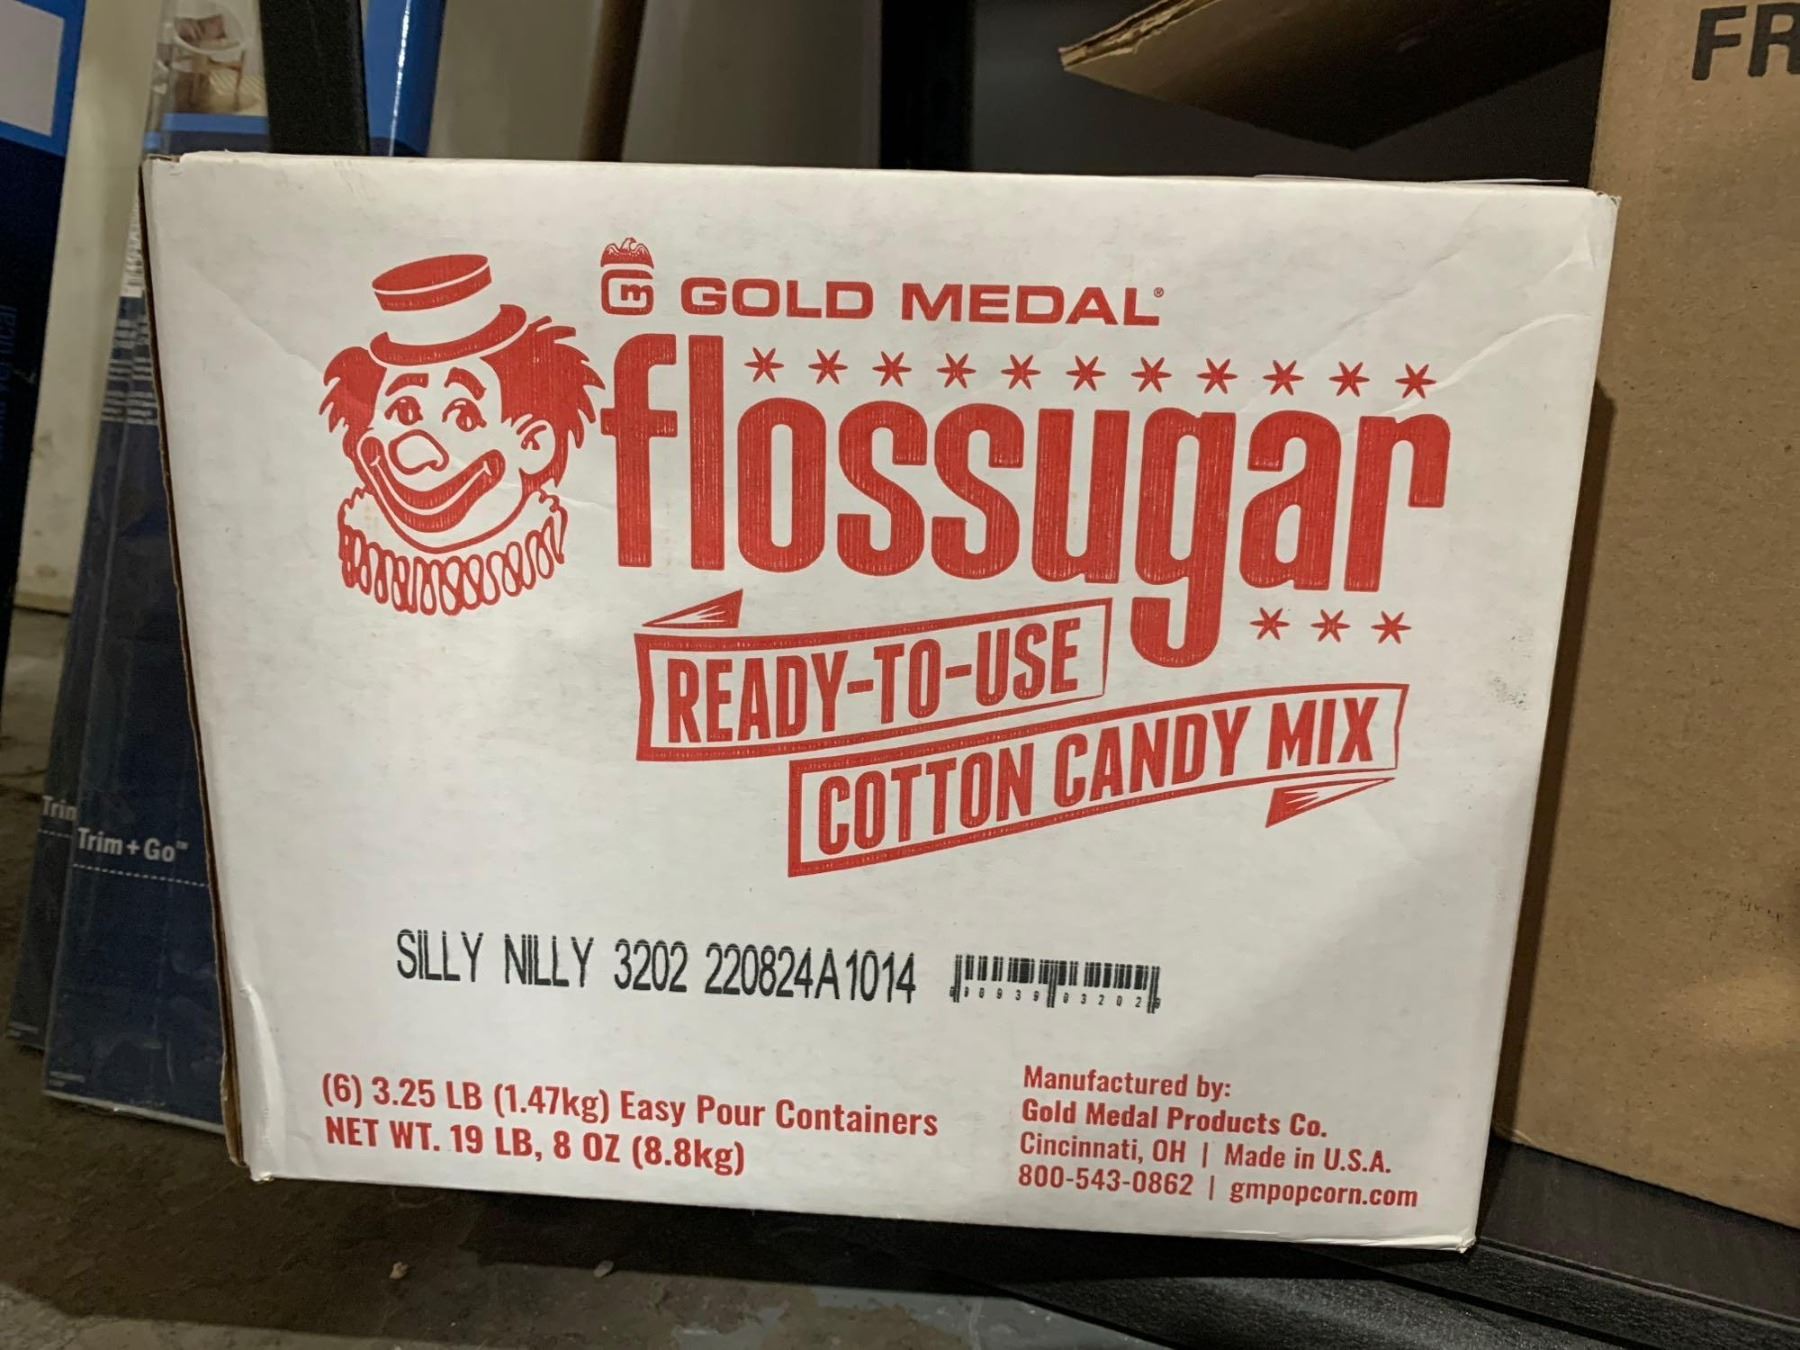 FR
GOLD MEDAL®
flossugar
READY-TO-USE
COTTON CANDY MIX
Trim+Go™
SILLY NILLY 3202 220824A1014
(6) 3.25 LB (1.47kg) Easy Pour Containers
NET WT. 19 LB, 8 OZ (8.8kg)
Manufactured by:
Gold Medal Products Co.
Cincinnati, OH | Made in U.S.A.
800-543-0862 | gmpopcorn.com